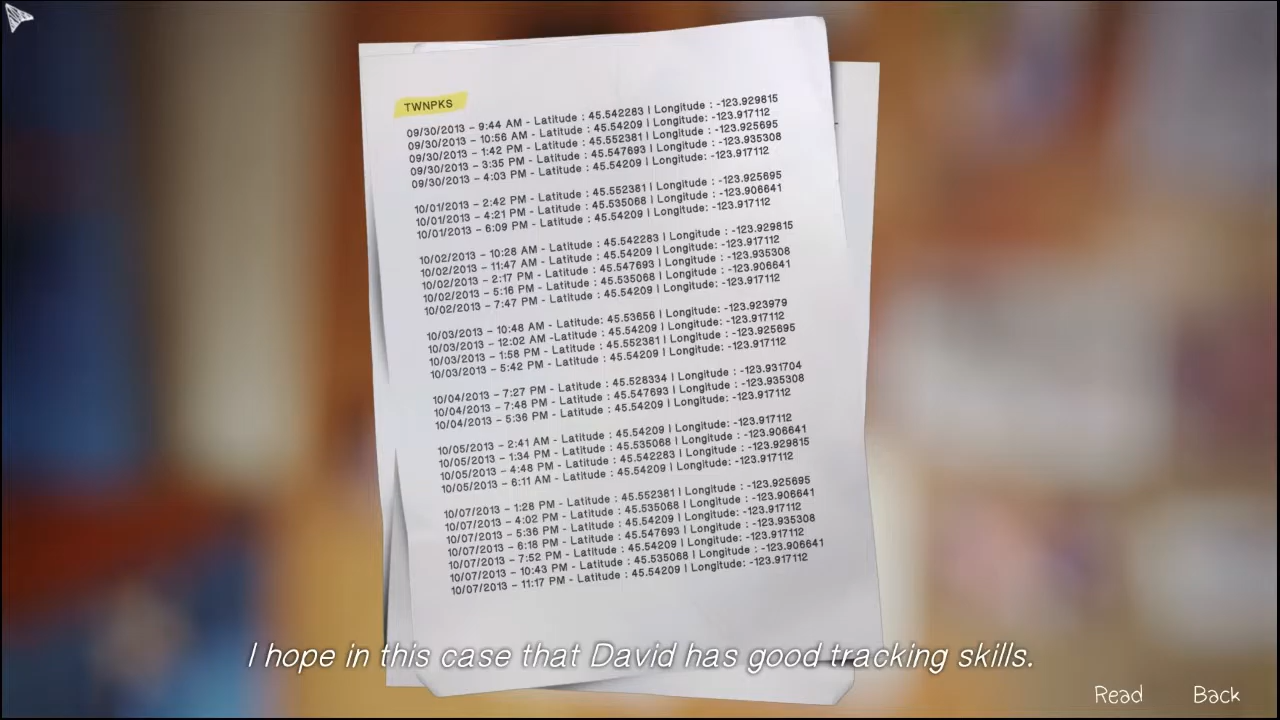 TWNPKS
09/30/2013 - 9:44 AM - Latitude : 45.542283 | Longitude : -123.929815
09/30/2013 - 10:56 AM - Latitude : 45.54209 | Longitude: -123.917112
09/30/2013 - 1:42 PM - Latitude : 45.552381 | Longitude : -123.925695
09/30/2013 - 3:35 PM - Latitude : 45.547693 | Longitude : -123.935308
09/30/2013 - 4:03 PM - Latitude : 45.54209 | Longitude: -123.917112
10/01/2013 - 2:42 PM - Latitude : 45.552381 | Longitude : -123.925695
10/01/2013 - 4:21 PM - Latitude : 45.535068 | Longitude : -123.906641
10/01/2013 - 6:09 PM - Latitude : 45.54209 | Longitude: -123.917112
10/02/2013 - 10:28 AM - Latitude : 45.542283 | Longitude : -123.929815
10/02/2013 - 11:47 AM - Latitude : 45.54209 | Longitude: -123.917112
10/02/2013 - 2:17 PM - Latitude : 45.547693 | Longitude : -123.935308
10/02/2013 - 5:16 PM - Latitude : 45.535068 | Longitude : -123.906641
10/02/2013 - 7:47 PM - Latitude : 45.54209 | Longitude: -123.917112
10/03/2013 - 10:48 AM - Latitude: 45.53656 | Longitude: -123.923979
10/03/2013 - 12:02 AM -Latitude : 45.54209 | Longitude: -123.917112
10/03/2013 - 1:58 PM - Latitude : 45.552381 | Longitude : -123.925695
10/03/2013 - 5:42 PM - Latitude : 45.54209 | Longitude: -123.917112
10/04/2013 - 7:27 PM - Latitude : 45.528334 | Longitude : -123.931704
10/04/2013 - 7:48 PM - Latitude : 45.547693 | Longitude : -123.935308
10/04/2013 - 5:36 PM - Latitude : 45.54209 | Longitude: -123.917112
10/05/2013 - 2:41 AM - Latitude : 45.54209 | Longitude: -123.917112
10/05/2013 - 1:34 PM - Latitude : 45.535068 | Longitude : -123.906641
10/05/2013 - 4:48 PM - Latitude : 45.542283 | Longitude : -123.929815
10/05/2013 - 6:11 AM - Latitude : 45.54209 | Longitude: -123.917112
10/07/2013 - 1:28 PM - Latitude : 45.552381 | Longitude : -123.925695
10/07/2013 - 4:02 PM - Latitude : 45.535068 | Longitude : -123.906641
10/07/2013 - 5:36 PM - Latitude : 45.54209 | Longitude: -123.917112
10/07/2013 - 6:18 PM - Latitude : 45.547693 | Longitude : -123.935308
10/07/2013 - 7:52 PM - Latitude : 45.54209 | Longitude: -123.917112
10/07/2013 - 10:43 PM - Latitude : 45.535068 | Longitude : -123.906641
10/07/2013 - 11:17 PM - Latitude : 45.54209 | Longitude: -123.917112
I hope in this case that David has good tracking skills.
Read Back